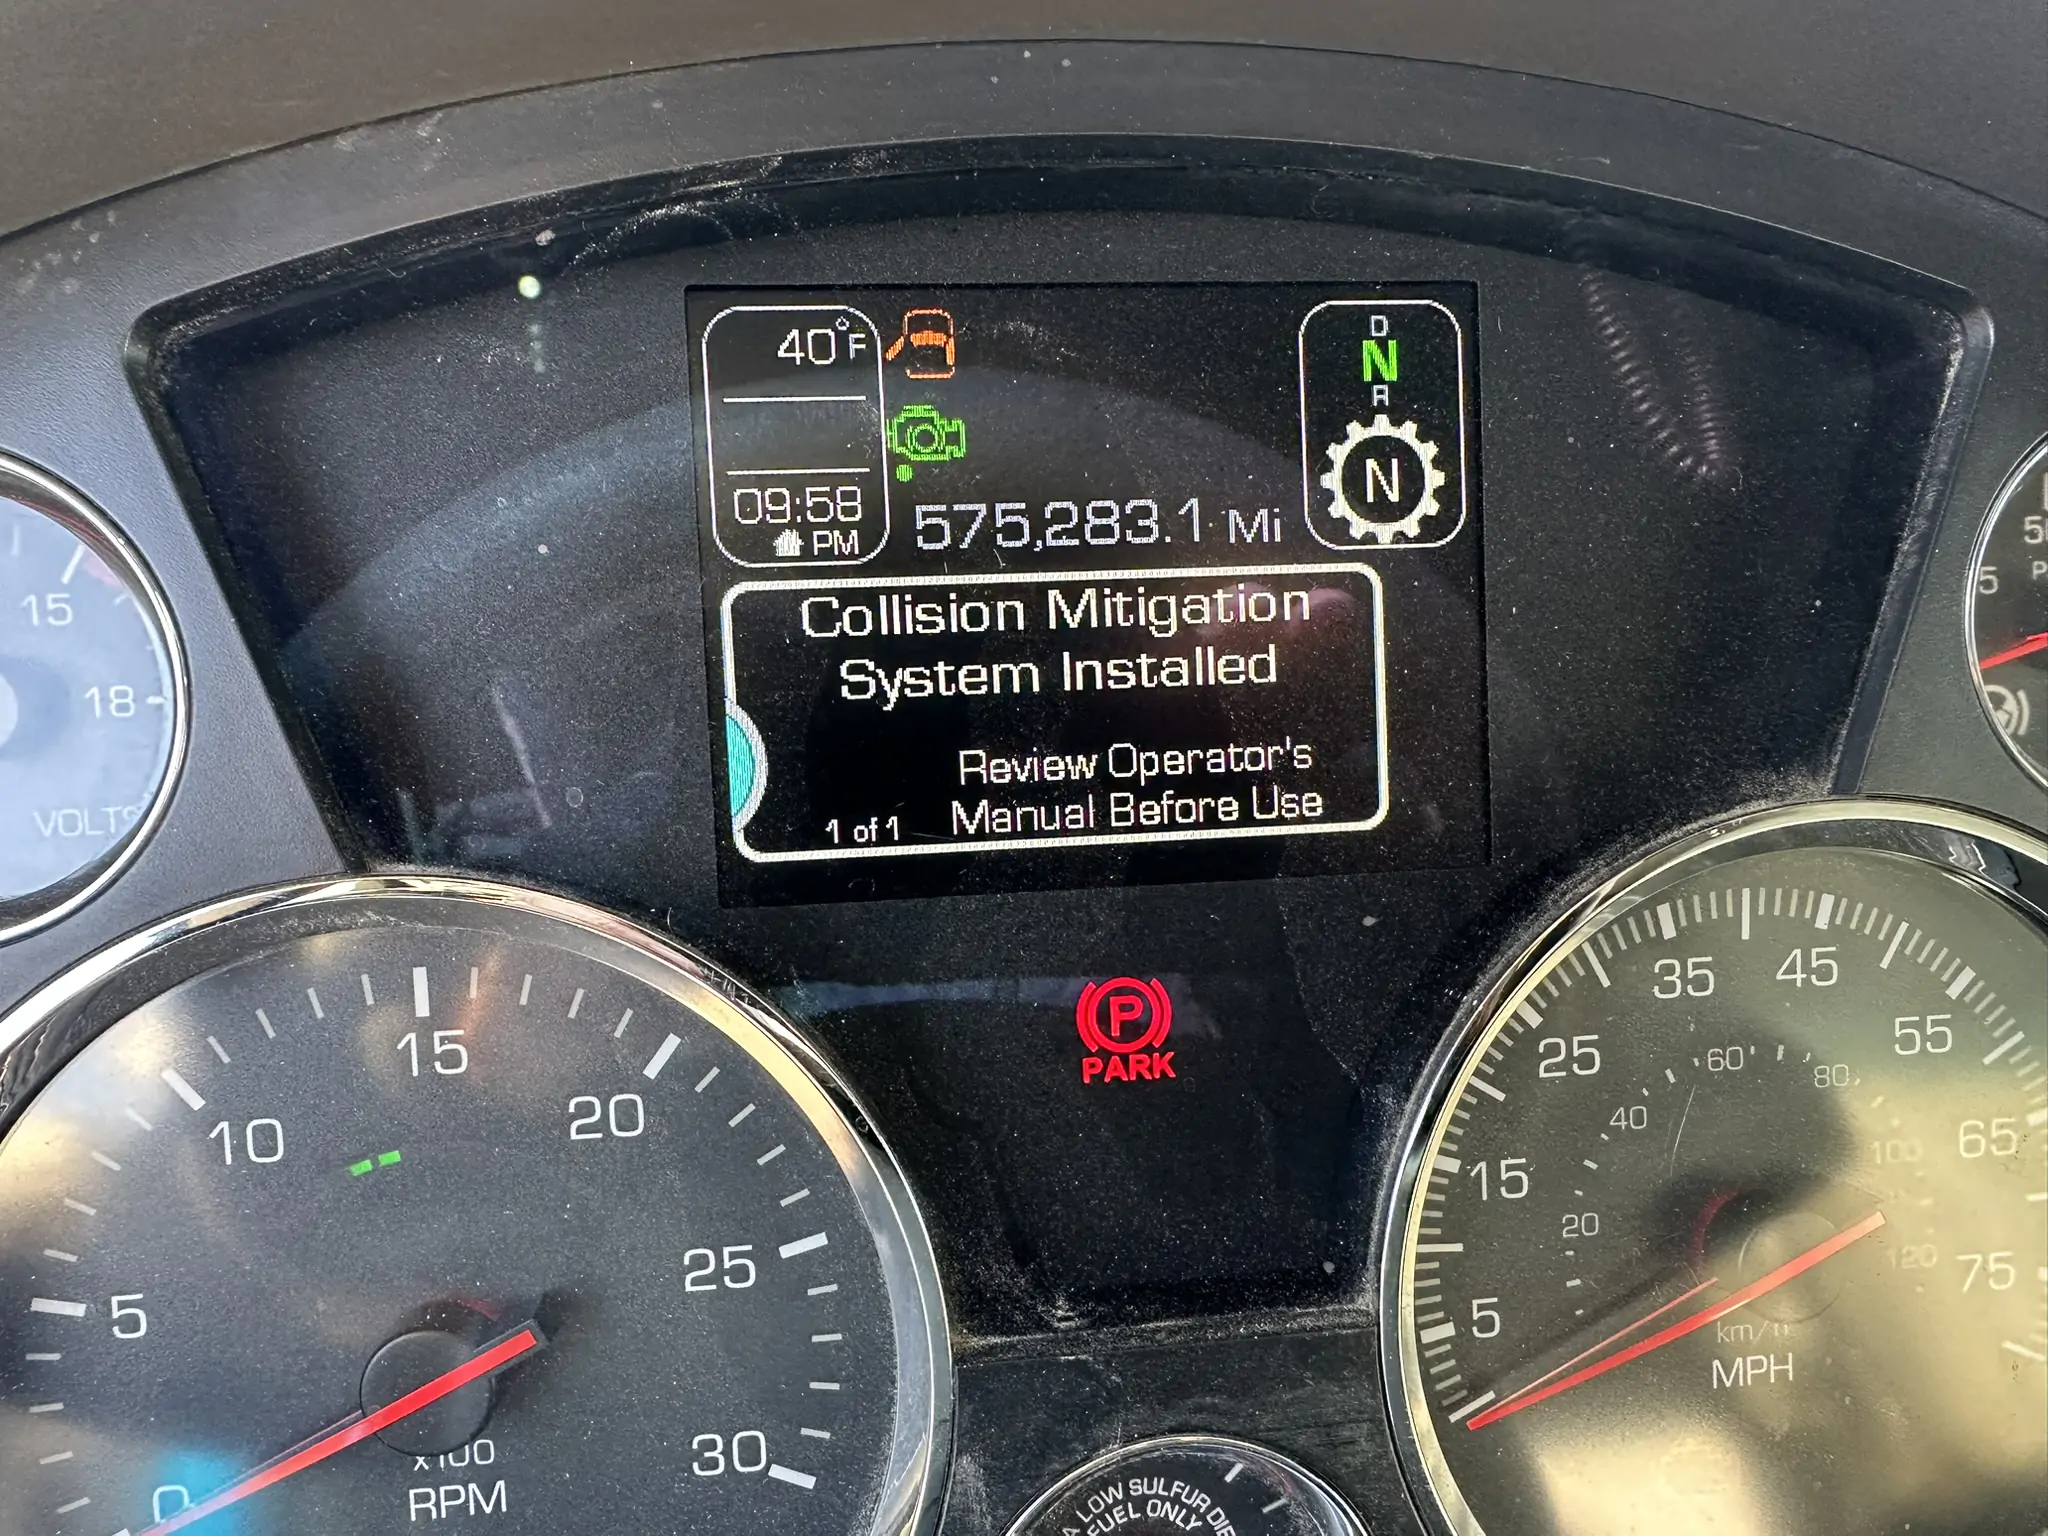 40°F
09:58
PM
575,283.1 Mi
D
N
R
N
Collision Mitigation
System Installed
Review Operator's
Manual Before Use
1 of 1
PARK
P
15
18
VOLTS
5
0
5
10
15
20
25
30
x100
RPM
5
15
25
35
45
55
65
75
20
40
60
80
100
120
km/h
MPH
LOW SULFUR
FUEL ONLY